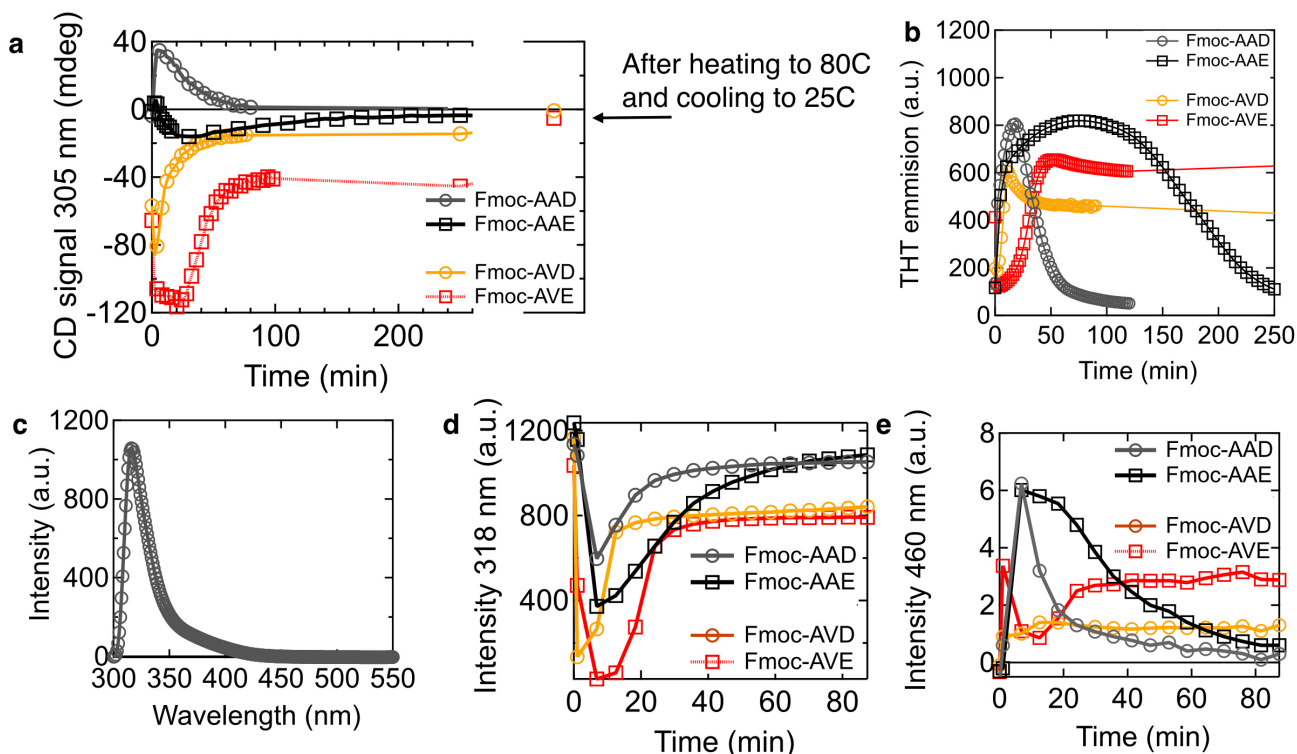 a
CD signal 305 nm (mdeg)
40
0
-40
-80
-120
0
100
200
Time (min)
Fmoc-AAD
Fmoc-AAE
Fmoc-AVD
Fmoc-AVE
After heating to 80C
and cooling to 25C
b
THT emmision (a.u.)
1200
1000
800
600
400
200
0
0
50
100
150
200
250
Time (min)
Fmoc-AAD
Fmoc-AAE
Fmoc-AVD
Fmoc-AVE
c
Intensity (a.u.)
1200
800
400
0
300
350
400
450
500
550
Wavelength (nm)
d
Intensity 318 nm (a.u.)
1200
800
400
0
20
40
60
80
Time (min)
Fmoc-AAD
Fmoc-AAE
Fmoc-AVD
Fmoc-AVE
e
Intensity 460 nm (a.u.)
8
6
4
2
0
0
20
40
60
80
Time (min)
Fmoc-AAD
Fmoc-AAE
Fmoc-AVD
Fmoc-AVE